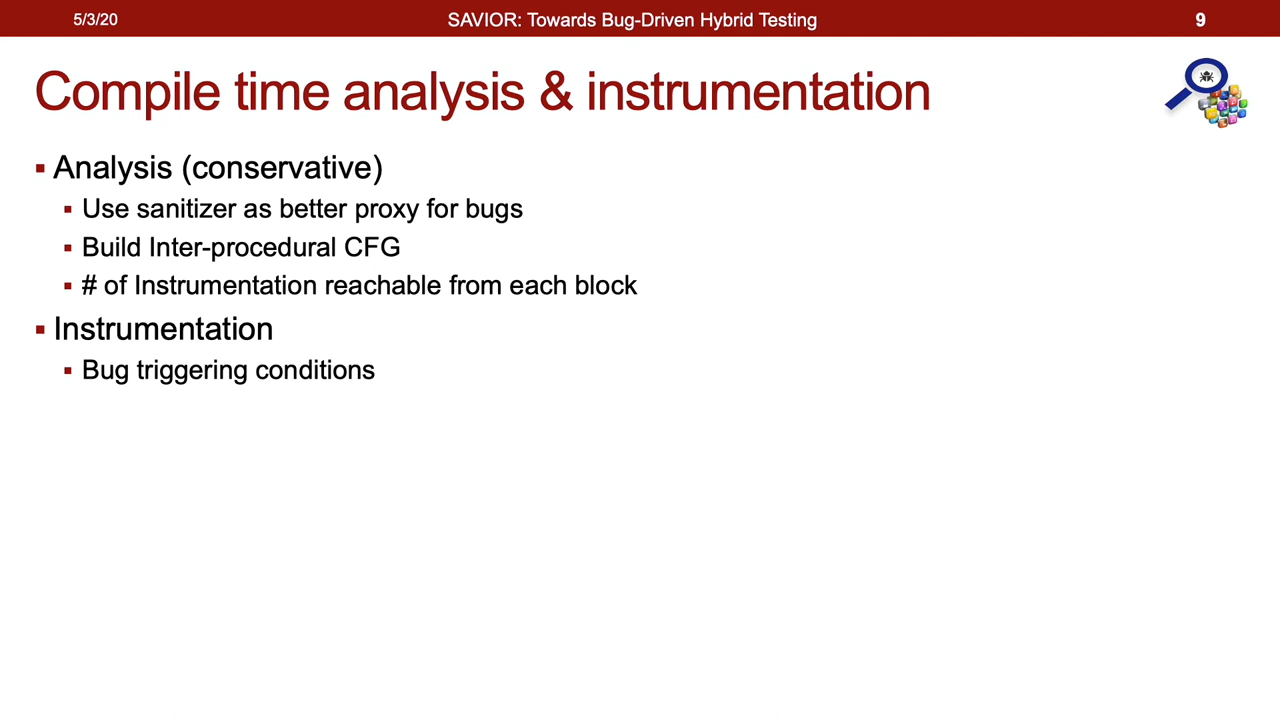 5/3/20
SAVIOR: Towards Bug-Driven Hybrid Testing
9
Compile time analysis & instrumentation
Analysis (conservative)
Use sanitizer as better proxy for bugs
Build Inter-procedural CFG
# of Instrumentation reachable from each block
Instrumentation
Bug triggering conditions